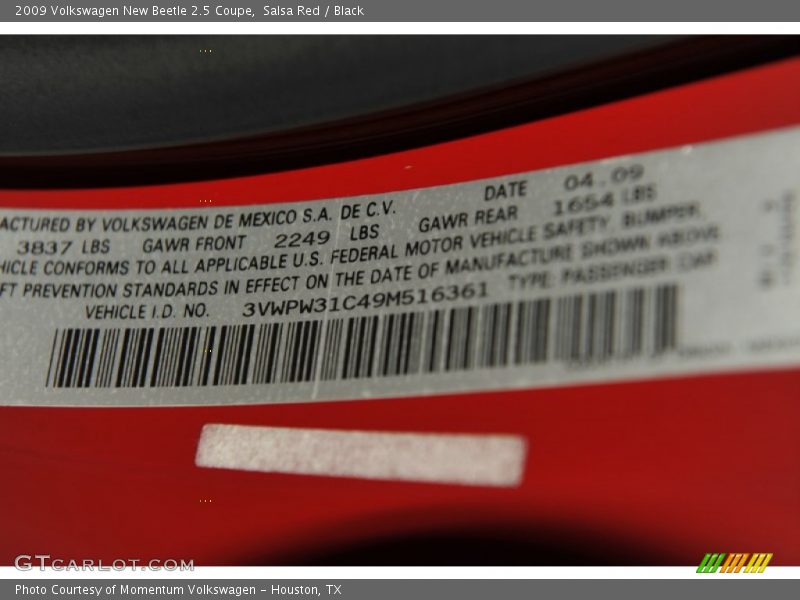 2009 Volkswagen New Beetle 2.5 Coupe,  Salsa Red / Black
ACTURED BY VOLKSWAGEN DE MEXICO S.A. DE C.V. DATE 04.09
3837 LBS GAWR FRONT 2249 LBS GAWR REAR 1654 LBS
HICLE CONFORMS TO ALL APPLICABLE U.S. FEDERAL MOTOR VEHICLE SAFETY, BUMPER,
FT PREVENTION STANDARDS IN EFFECT ON THE DATE OF MANUFACTURE SHOWN ABOVE
VEHICLE I.D. NO. 3VWPW31C49M516361 TYPE: PASSENGER CAR
GTcarlot.com
Photo Courtesy of Momentum Volkswagen – Houston, TX